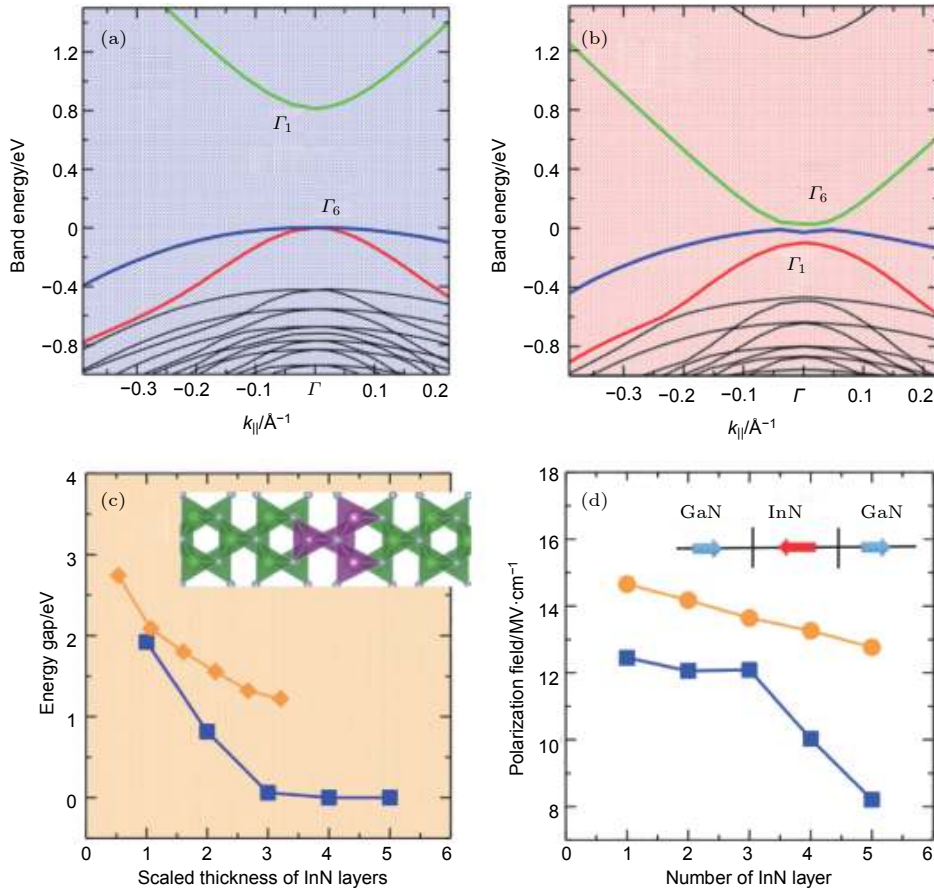 (a)
Γ1
Γ6
Band energy/eV
1.2
0.8
0.4
0
−0.4
−0.8
−0.3
−0.2
−0.1
Γ
0.1
0.2
k||/Å−1
(b)
Γ6
Γ1
Band energy/eV
1.2
0.8
0.4
0
−0.4
−0.8
−0.3
−0.2
−0.1
Γ
0.1
0.2
k||/Å−1
(c)
Energy gap/eV
4
3
2
1
0
0 1 2 3 4 5 6
Scaled thickness of InN layers
(d)
GaN InN GaN
Polarization field/MV·cm−1
18
16
14
12
10
8
0 1 2 3 4 5 6
Number of InN layer